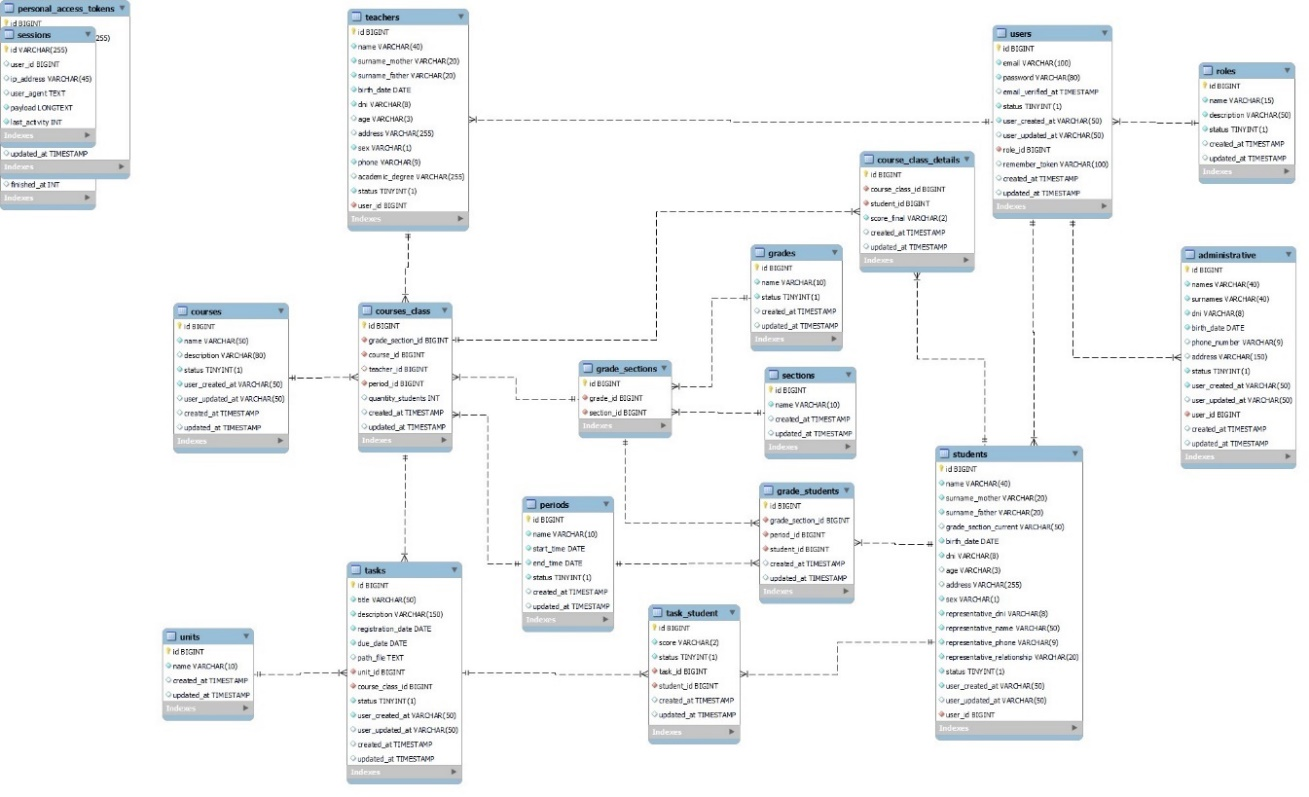 personal_access_tokens
id BIGINT
255)
sessions
id VARCHAR(255)
user_id BIGINT
ip_address VARCHAR(45)
user_agent TEXT
payload LONGTEXT
last_activity INT
Indexes
updated_at TIMESTAMP
Indexes
finished_at INT
Indexes
teachers
id BIGINT
name VARCHAR(40)
surname_mother VARCHAR(20)
surname_father VARCHAR(20)
birth_date DATE
dni VARCHAR(8)
age VARCHAR(3)
address VARCHAR(255)
sex VARCHAR(1)
phone VARCHAR(9)
academic_degree VARCHAR(255)
status TINYINT(1)
user_id BIGINT
Indexes
users
id BIGINT
email VARCHAR(100)
password VARCHAR(80)
email_verified_at TIMESTAMP
status TINYINT(1)
user_created_at VARCHAR(50)
user_updated_at VARCHAR(50)
role_id BIGINT
remember_token VARCHAR(100)
created_at TIMESTAMP
updated_at TIMESTAMP
roles
id BIGINT
name VARCHAR(15)
description VARCHAR(50)
status TINYINT(1)
created_at TIMESTAMP
updated_at TIMESTAMP
Indexes
course_class_details
id BIGINT
course_class_id BIGINT
student_id BIGINT
score_final VARCHAR(2)
created_at TIMESTAMP
updated_at TIMESTAMP
Indexes
grades
id BIGINT
name VARCHAR(10)
status TINYINT(1)
created_at TIMESTAMP
updated_at TIMESTAMP
Indexes
administrative
id BIGINT
names VARCHAR(40)
surnames VARCHAR(40)
dni VARCHAR(8)
birth_date DATE
phone_number VARCHAR(9)
address VARCHAR(150)
status TINYINT(1)
user_created_at VARCHAR(50)
user_updated_at VARCHAR(50)
user_id BIGINT
created_at TIMESTAMP
updated_at TIMESTAMP
Indexes
courses
id BIGINT
name VARCHAR(50)
description VARCHAR(80)
status TINYINT(1)
user_created_at VARCHAR(50)
user_updated_at VARCHAR(50)
created_at TIMESTAMP
updated_at TIMESTAMP
Indexes
courses_class
id BIGINT
grade_section_id BIGINT
course_id BIGINT
teacher_id BIGINT
period_id BIGINT
quantity_students INT
created_at TIMESTAMP
updated_at TIMESTAMP
Indexes
grade_sections
id BIGINT
grade_id BIGINT
section_id BIGINT
Indexes
sections
id BIGINT
name VARCHAR(10)
created_at TIMESTAMP
updated_at TIMESTAMP
Indexes
students
id BIGINT
name VARCHAR(40)
surname_mother VARCHAR(20)
surname_father VARCHAR(20)
grade_section_current VARCHAR(50)
birth_date DATE
dni VARCHAR(8)
age VARCHAR(3)
address VARCHAR(255)
sex VARCHAR(1)
representative_dni VARCHAR(8)
representative_name VARCHAR(50)
representative_phone VARCHAR(9)
representative_relationship VARCHAR(20)
status TINYINT(1)
user_created_at VARCHAR(50)
user_updated_at VARCHAR(50)
user_id BIGINT
Indexes
periods
id BIGINT
name VARCHAR(10)
start_time DATE
end_time DATE
status TINYINT(1)
created_at TIMESTAMP
updated_at TIMESTAMP
Indexes
grade_students
id BIGINT
grade_section_id BIGINT
period_id BIGINT
student_id BIGINT
created_at TIMESTAMP
updated_at TIMESTAMP
Indexes
tasks
id BIGINT
title VARCHAR(50)
description VARCHAR(150)
registration_date DATE
due_date DATE
path_file TEXT
unit_id BIGINT
course_class_id BIGINT
status TINYINT(1)
user_created_at VARCHAR(50)
user_updated_at VARCHAR(50)
created_at TIMESTAMP
updated_at TIMESTAMP
Indexes
task_student
id BIGINT
score VARCHAR(2)
status TINYINT(1)
task_id BIGINT
student_id BIGINT
created_at TIMESTAMP
updated_at TIMESTAMP
Indexes
units
id BIGINT
name VARCHAR(10)
created_at TIMESTAMP
updated_at TIMESTAMP
Indexes